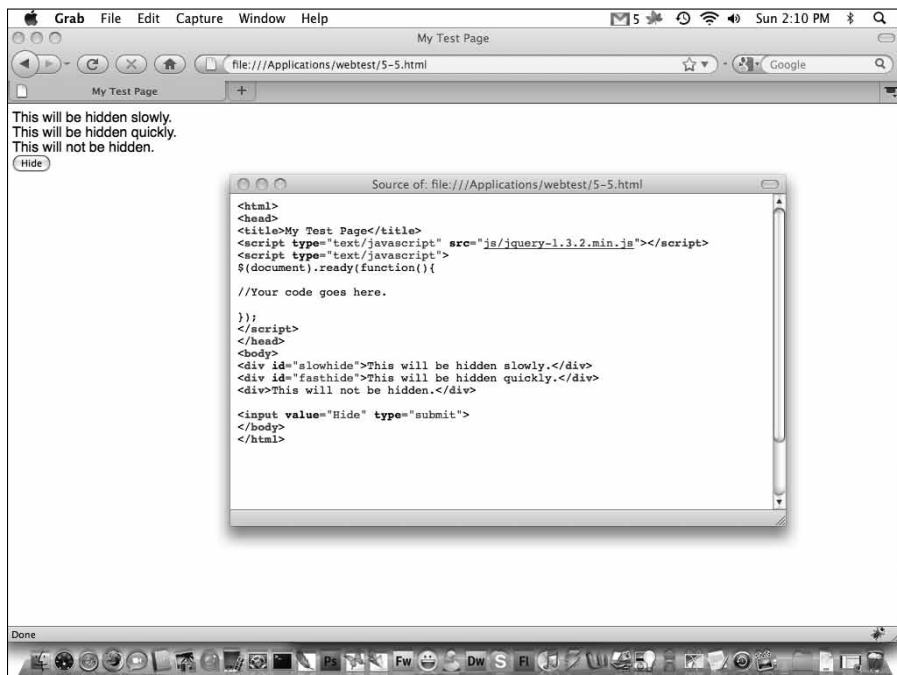 Grab File Edit Capture Window Help 5 Sun 2:10 PM
My Test Page
file:///Applications/webtest/5-5.html Google
My Test Page +
This will be hidden slowly.
This will be hidden quickly.
This will not be hidden.
Hide
Source of: file:///Applications/webtest/5-5.html
<html>
<head>
<title>My Test Page</title>
<script type="text/javascript" src="js/jquery-1.3.2.min.js"></script>
<script type="text/javascript">
$(document).ready(function(){
//Your code goes here.
});
</script>
</head>
<body>
<div id="slowhide">This will be hidden slowly.</div>
<div id="fasthide">This will be hidden quickly.</div>
<div>This will not be hidden.</div>
<input value="Hide" type="submit">
</body>
</html>
Done
Ps Fw Dw S Fl